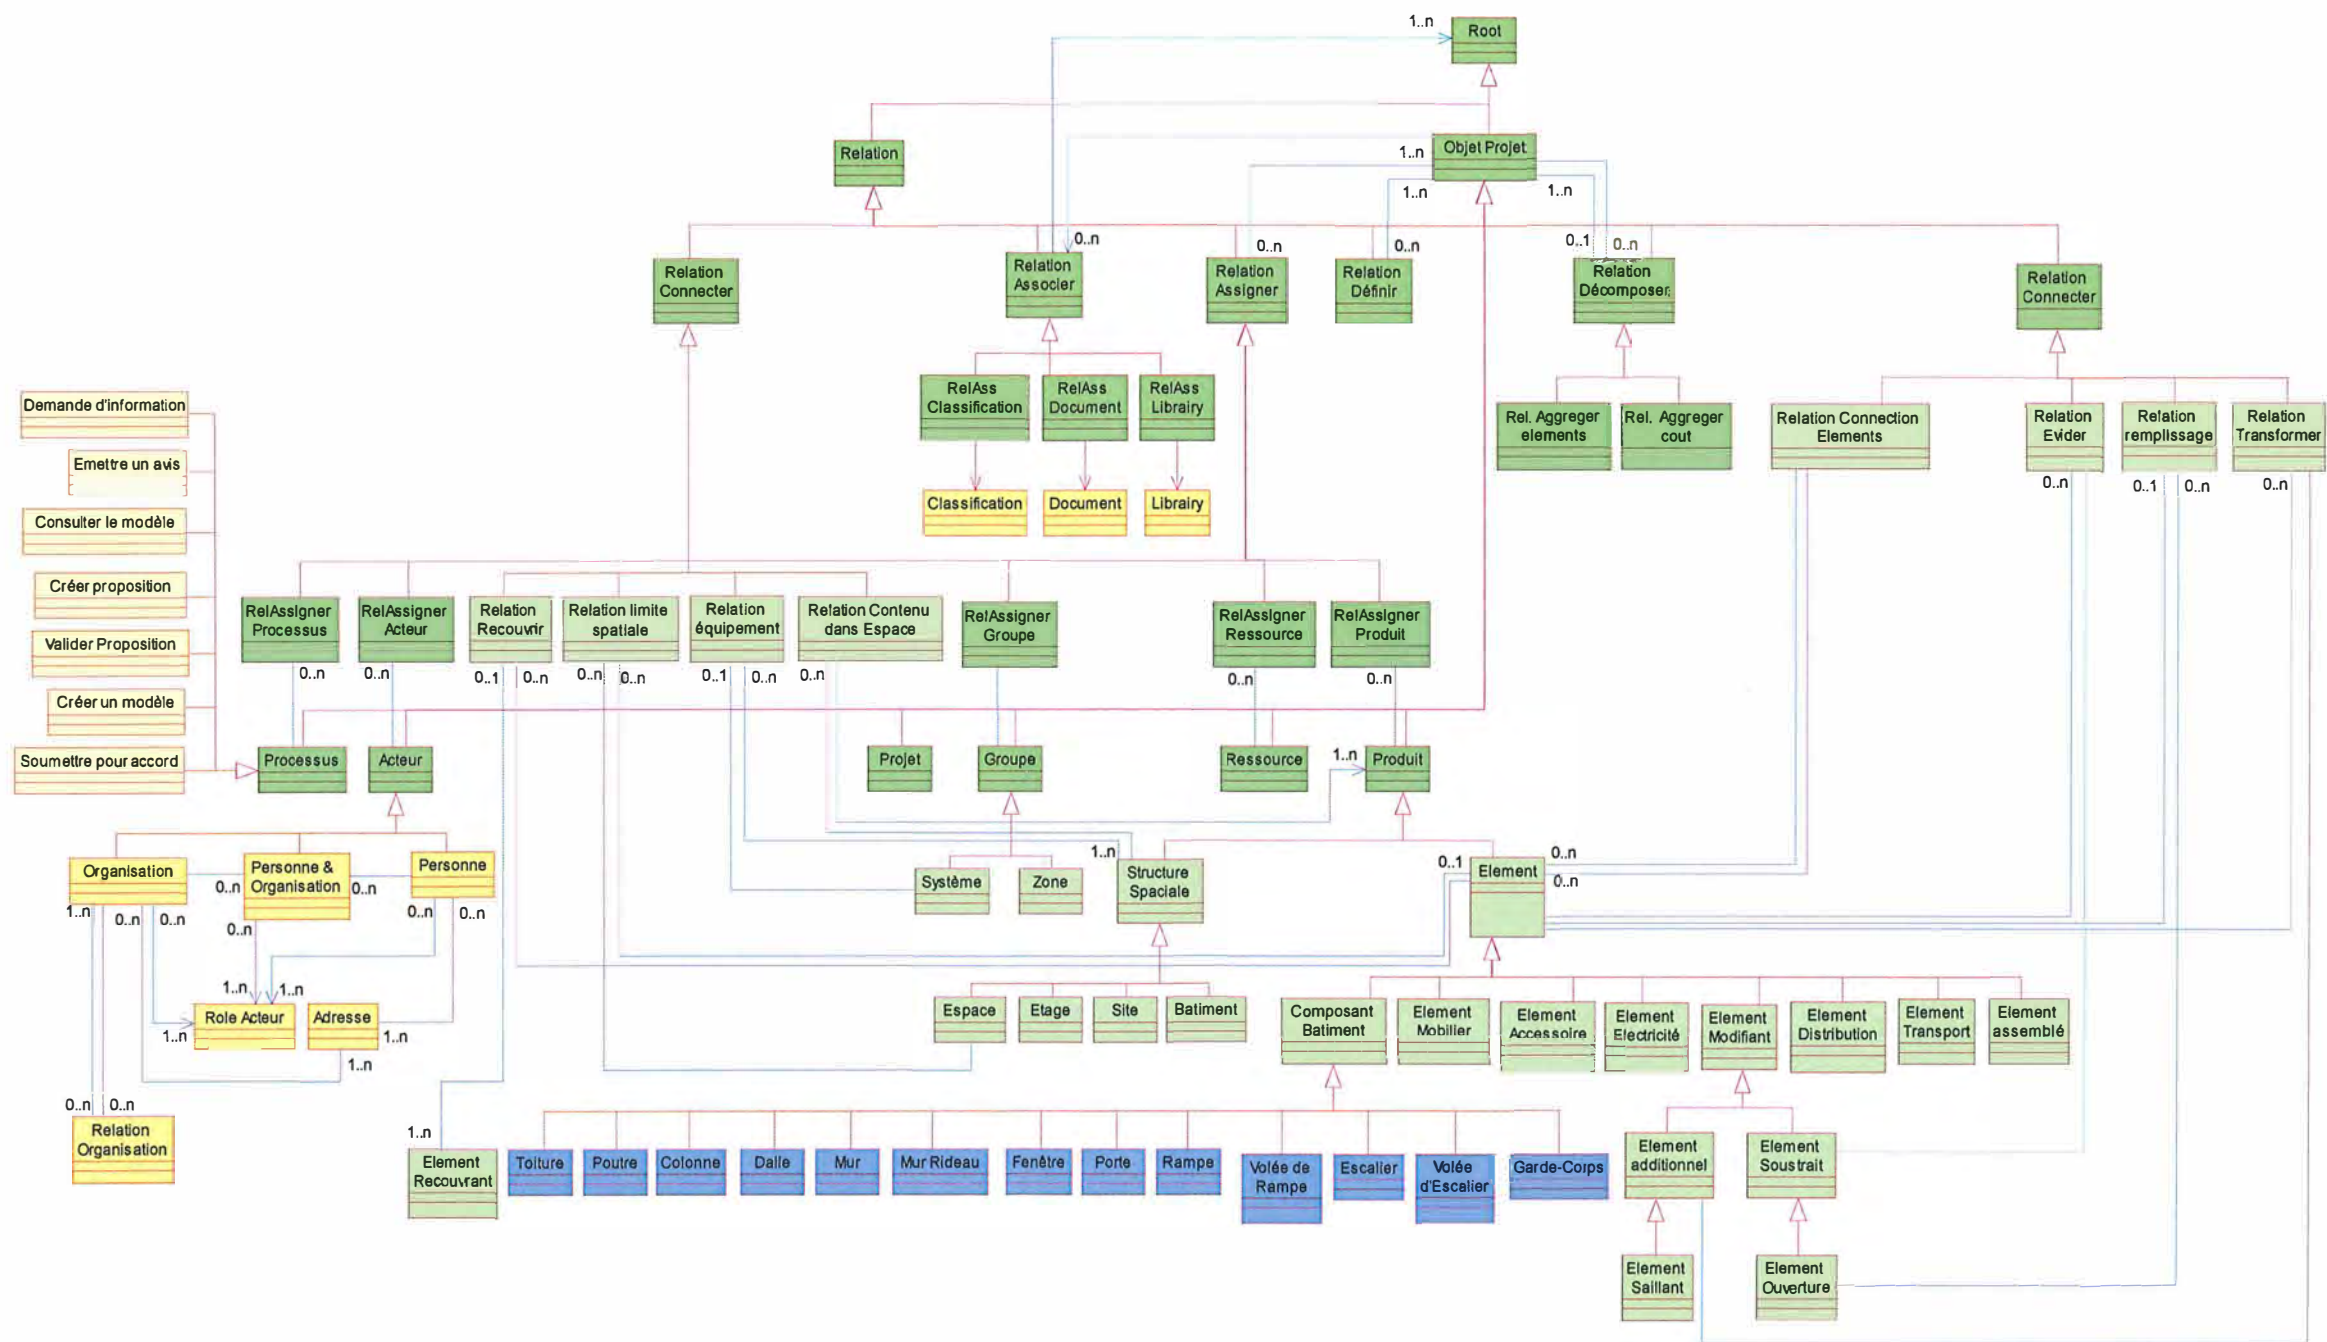 1..n
Root
Relation
1..n
Objet Projet
1..n
1..n
0..n
0..n
0..n
0..1
0..n
Relation
Connecter
Relation
Associer
Relation
Assigner
Relation
Définir
Relation
Décomposer
Relation
Connecter
RelAss
Classification
RelAss
Document
RelAss
Librairy
Rel. Aggreger
elements
Rel. Aggreger
cout
Relation Connection
Elements
Relation
Evider
Relation
remplissage
Relation
Transformer
0..n
0..1
0..n
0..n
Classification
Document
Librairy
Demande d'information
Emettre un avis
Consulter le modèle
Créer proposition
Valider Proposition
Créer un modèle
Soumettre pour accord
RelAssigner
Processus
RelAssigner
Acteur
Relation
Recouvrir
Relation limite
spatiale
Relation
équipement
Relation Contenu
dans Espace
RelAssigner
Groupe
RelAssigner
Ressource
RelAssigner
Produit
0..n
0..n
0..1
0..n
0..n
0..n
0..1
0..n
0..n
0..n
0..n
Processus
Acteur
Projet
Groupe
Ressource
1..n
Produit
Organisation
Personne &
Organisation
Personne
0..n
0..n
1..n
0..n
0..n
0..n
0..n
0..n
Système
Zone
1..n
Structure
Spaciale
0..1
Element
0..n
0..n
1..n
1..n
Role Acteur
Adresse
1..n
1..n
1..n
Espace
Etage
Site
Batiment
Composant
Batiment
Element
Mobilier
Element
Accessoire
Element
Electricité
Element
Modifiant
Element
Distribution
Element
Transport
Element
assemblé
0..n
0..n
Relation
Organisation
1..n
Element
Recouvrant
Toiture
Poutre
Colonne
Dalle
Mur
Mur Rideau
Fenêtre
Porte
Rampe
Volée de
Rampe
Escalier
Volée
d'Escalier
Garde-Corps
Element
additionnel
Element
Soustrait
Element
Saillant
Element
Ouverture